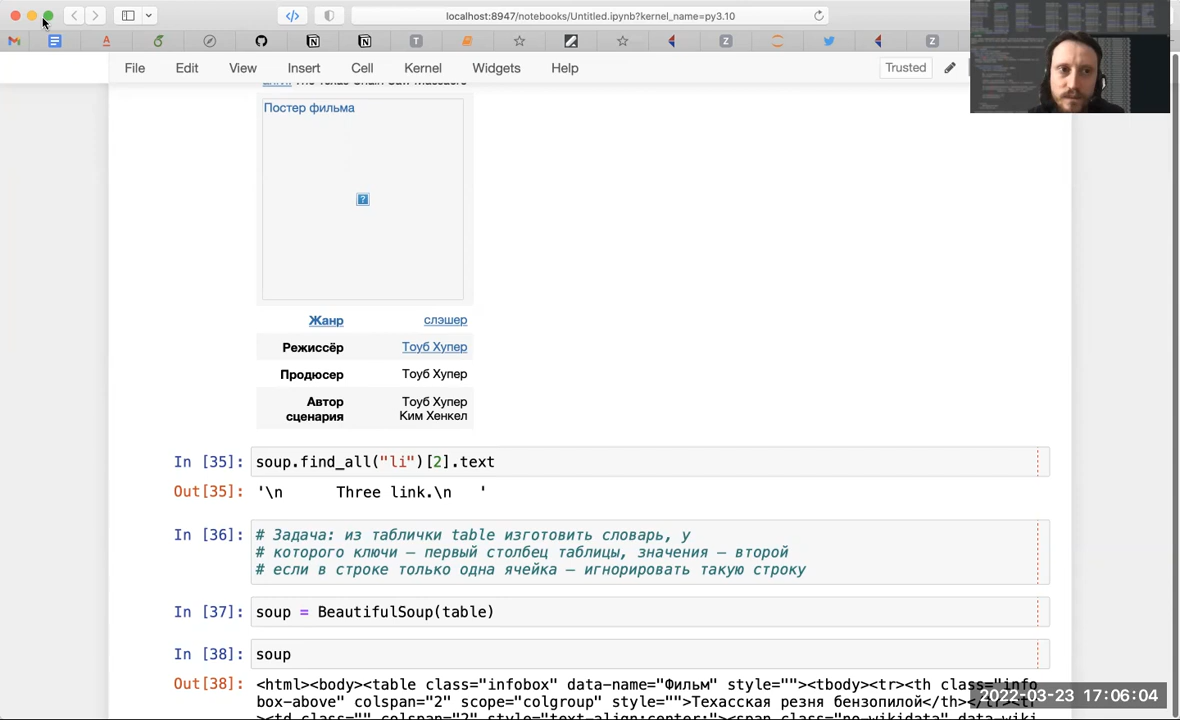 localhost:8947/notebooks/Untitled.ipynb?kernel_name=py3.10
File Edit View Insert Cell Kernel Widgets Help Trusted
Постер фильма
Жанр слэшер
Режиссёр Тоуб Хупер
Продюсер Тоуб Хупер
Автор Тоуб Хупер
сценария Ким Хенкел
In [35]: soup.find_all("li")[2].text
Out[35]: '\n      Three link.\n   '
In [36]: # Задача: из таблички table изготовить словарь, у
# которого ключи — первый столбец таблицы, значения — второй
# если в строке только одна ячейка — игнорировать такую строку
In [37]: soup = BeautifulSoup(table)
In [38]: soup
Out[38]: <html><body><table class="infobox" data-name="Фильм" style=""><tbody><tr><th class="info
box-above" colspan="2" scope="colgroup" style="">Техасская резня бензопилой</th></tr><tr
2022-03-23 17:06:04